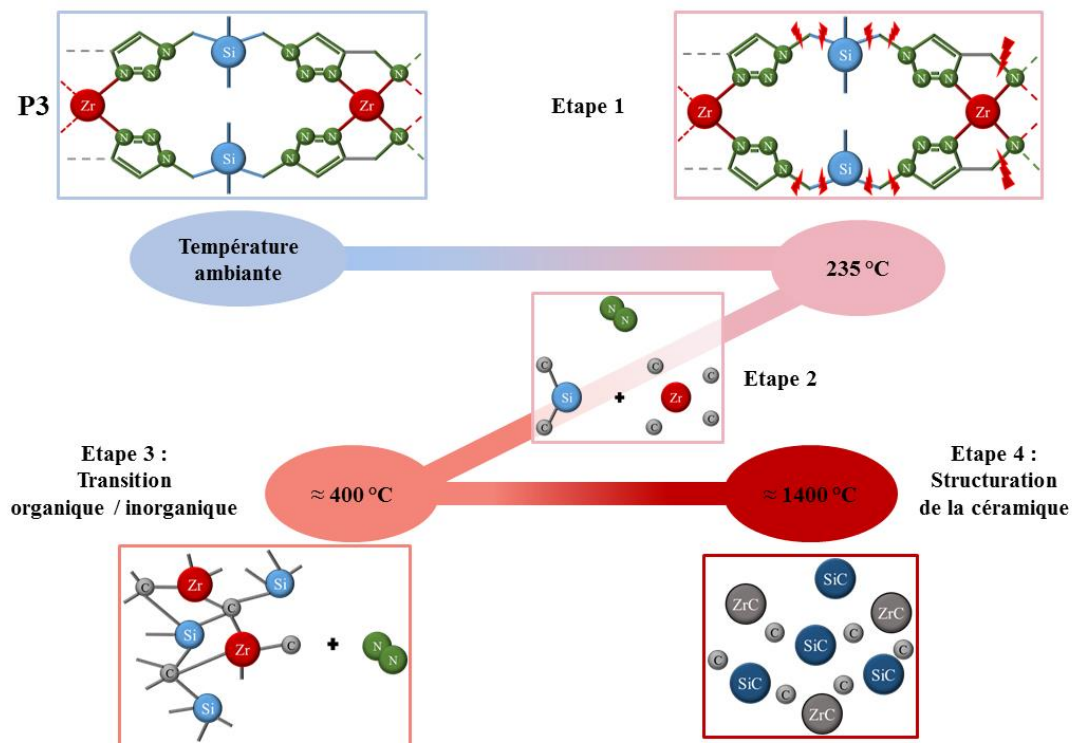 Si
N N
N N N N N
P3
Zr Zr
N N N N N
N N
Si
Etape 1
Si
N N
N N N N N
Zr Zr
N N N N N
N N
Si
Température
ambiante
235 °C
N
N
C C C
Si + Zr
C C C
Etape 2
Etape 3 :
Transition
organique / inorganique
≈ 400 °C
≈ 1400 °C
Etape 4 :
Structuration
de la céramique
Zr Si
C C
Si Zr C
C
Si
+
N
N
SiC
ZrC ZrC
C C
SiC
C C
SiC C C SiC
ZrC